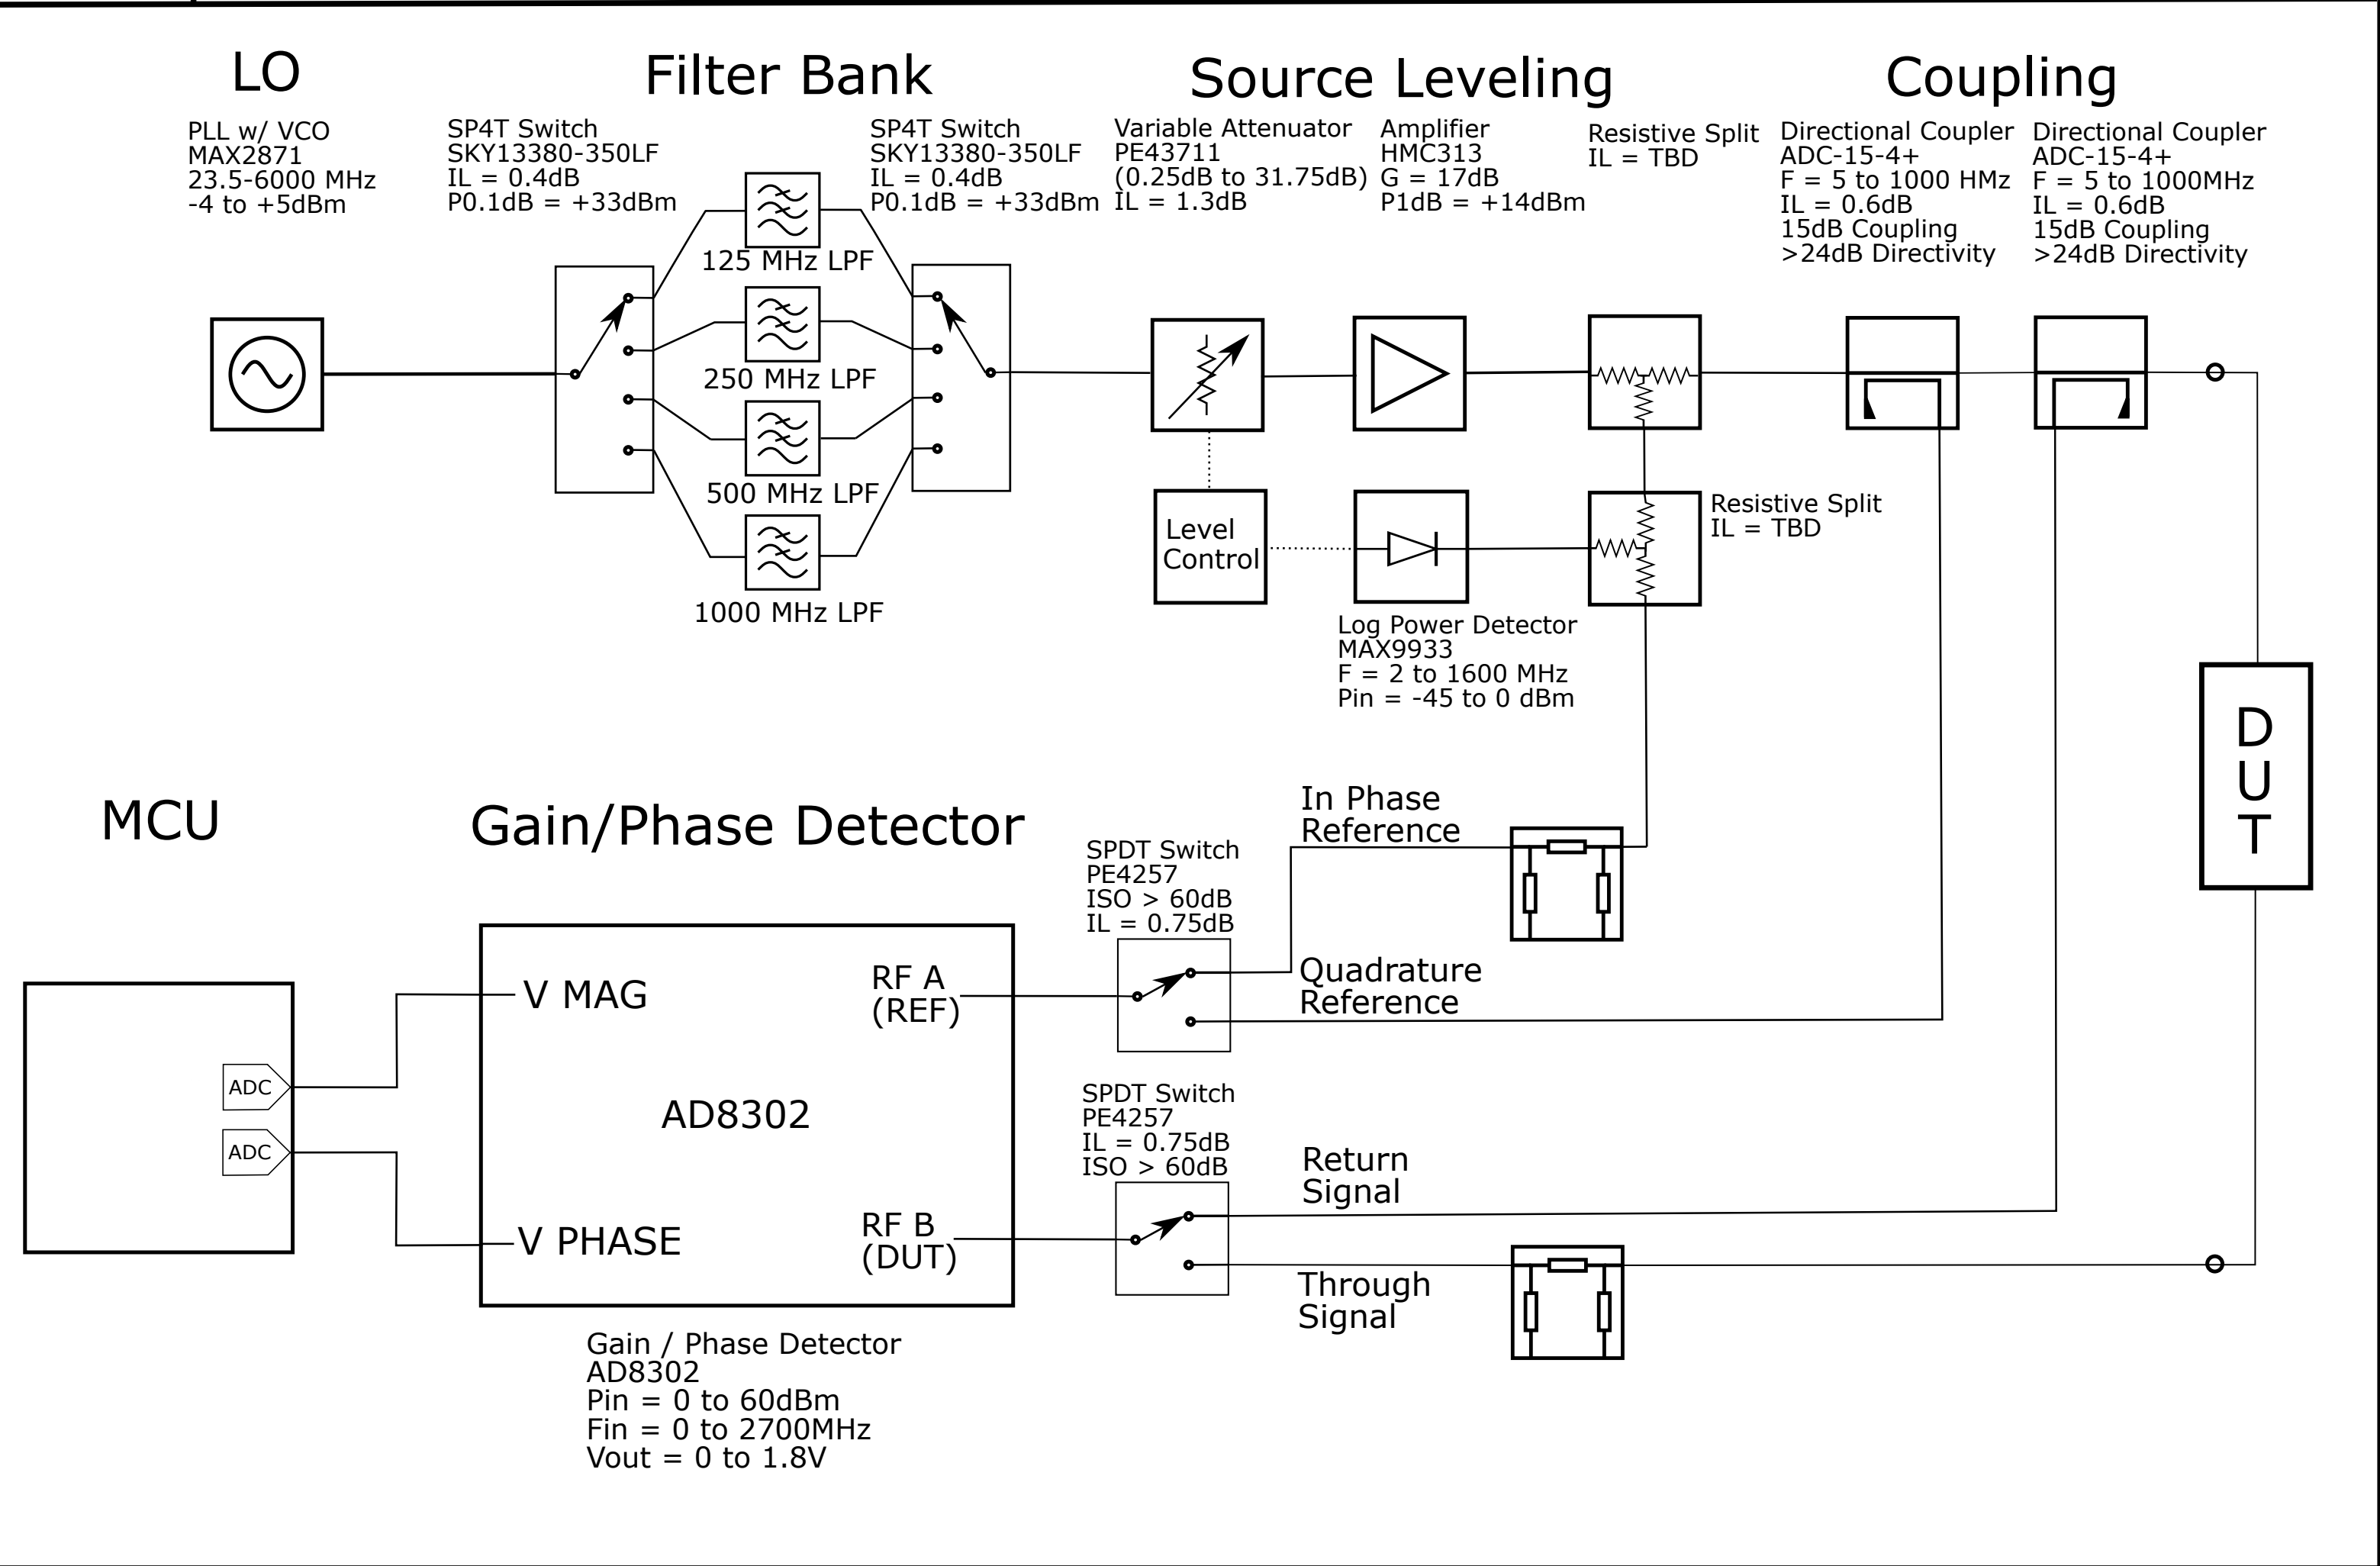 LO
Filter Bank
Source Leveling
Coupling
PLL w/ VCO
MAX2871
23.5-6000 MHz
-4 to +5dBm
SP4T Switch
SKY13380-350LF
IL = 0.4dB
P0.1dB = +33dBm
SP4T Switch
SKY13380-350LF
IL = 0.4dB
P0.1dB = +33dBm
Variable Attenuator
PE43711
(0.25dB to 31.75dB)
IL = 1.3dB
Amplifier
HMC313
G = 17dB
P1dB = +14dBm
Resistive Split
IL = TBD
Directional Coupler
ADC-15-4+
F = 5 to 1000 HMz
IL = 0.6dB
15dB Coupling
>24dB Directivity
Directional Coupler
ADC-15-4+
F = 5 to 1000MHz
IL = 0.6dB
15dB Coupling
>24dB Directivity
125 MHz LPF
250 MHz LPF
500 MHz LPF
1000 MHz LPF
Level
Control
Resistive Split
IL = TBD
Log Power Detector
MAX9933
F = 2 to 1600 MHz
Pin = -45 to 0 dBm
D
U
T
MCU
Gain/Phase Detector
In Phase
Reference
SPDT Switch
PE4257
ISO > 60dB
IL = 0.75dB
Quadrature
Reference
V MAG
RF A
(REF)
ADC
ADC
AD8302
V PHASE
RF B
(DUT)
SPDT Switch
PE4257
IL = 0.75dB
ISO > 60dB
Return
Signal
Through
Signal
Gain / Phase Detector
AD8302
Pin = 0 to 60dBm
Fin = 0 to 2700MHz
Vout = 0 to 1.8V